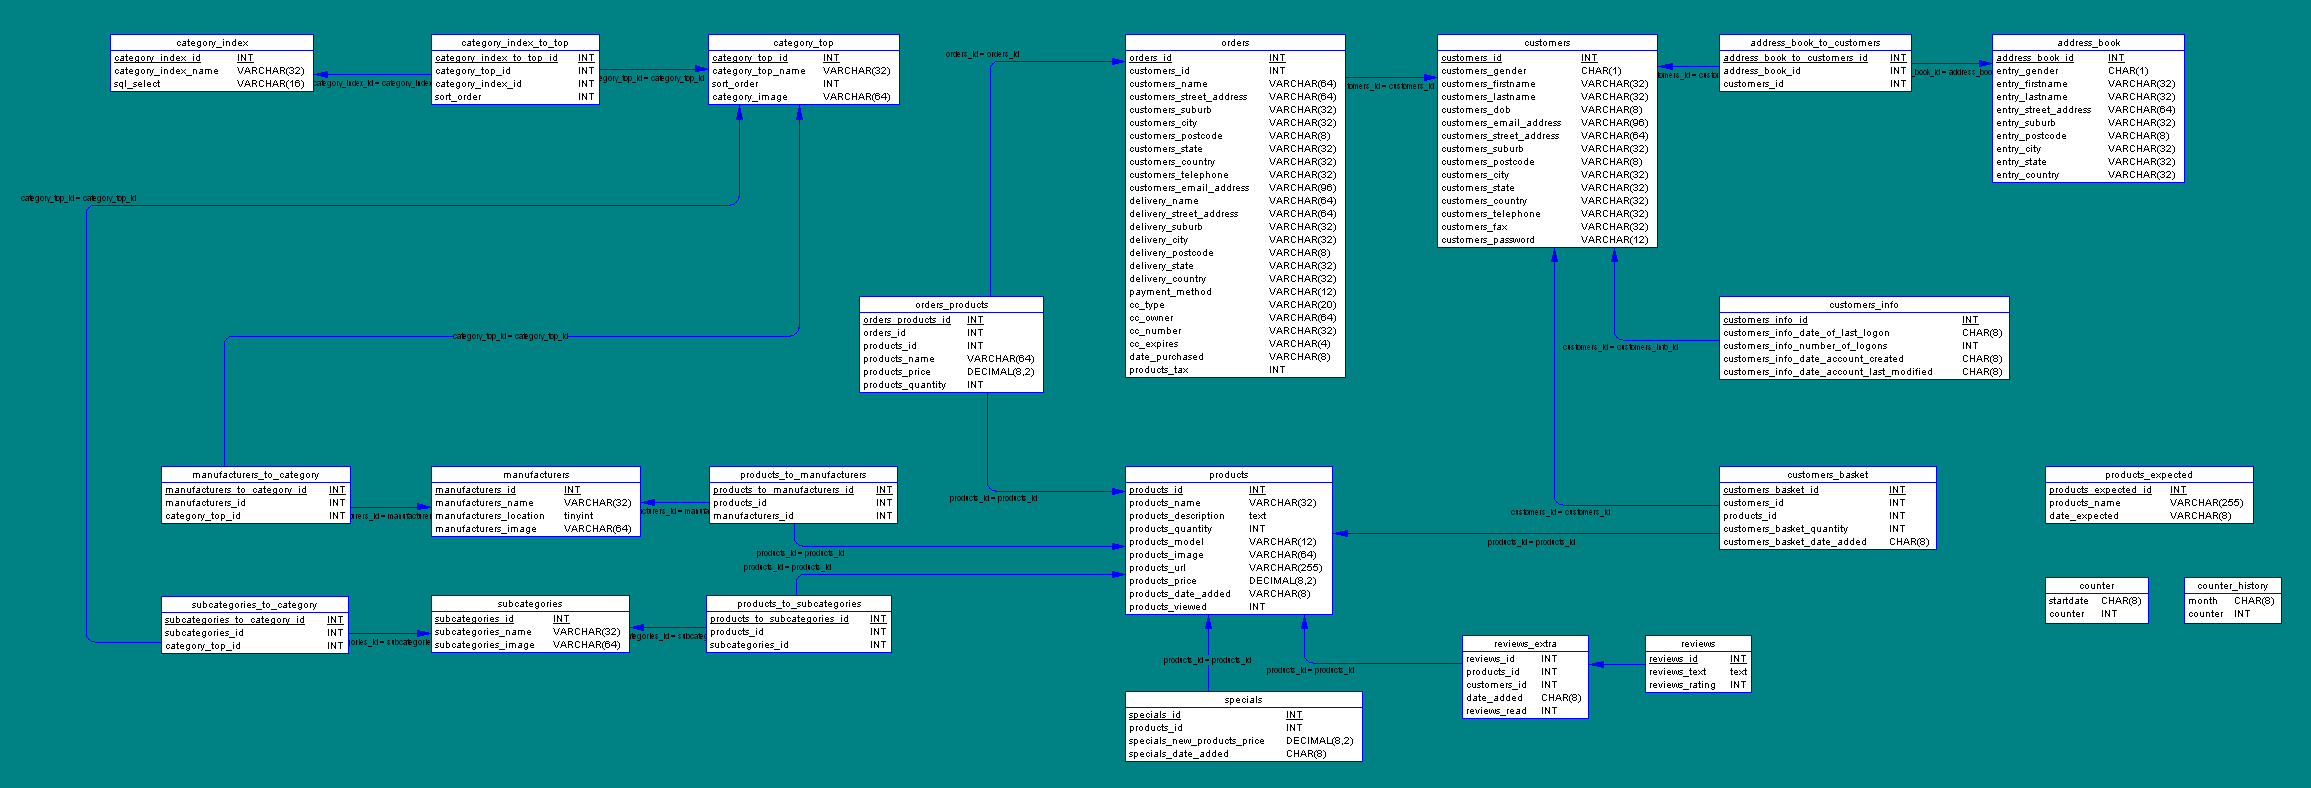 category_index
category_index_id INT
category_index_name VARCHAR(32)
sql_select VARCHAR(16)
category_index_id = category_index
category_index_to_top
category_index_to_top_id INT
category_top_id INT
category_index_id INT
sort_order INT
category_top_id = category_top_id
category_top
category_top_id INT
category_top_name VARCHAR(32)
sort_order INT
category_image VARCHAR(64)
orders_id = orders_id
orders
orders_id INT
customers_id INT
customers_name VARCHAR(64)
customers_street_address VARCHAR(64)
customers_suburb VARCHAR(32)
customers_city VARCHAR(32)
customers_postcode VARCHAR(8)
customers_state VARCHAR(32)
customers_country VARCHAR(32)
customers_telephone VARCHAR(32)
customers_email_address VARCHAR(96)
delivery_name VARCHAR(64)
delivery_street_address VARCHAR(64)
delivery_suburb VARCHAR(32)
delivery_city VARCHAR(32)
delivery_postcode VARCHAR(8)
delivery_state VARCHAR(32)
delivery_country VARCHAR(32)
payment_method VARCHAR(12)
cc_type VARCHAR(20)
cc_owner VARCHAR(64)
cc_number VARCHAR(32)
cc_expires VARCHAR(4)
date_purchased VARCHAR(8)
products_tax INT
tomers_id = customers_id
customers
customers_id INT
customers_gender CHAR(1)
customers_firstname VARCHAR(32)
customers_lastname VARCHAR(32)
customers_dob VARCHAR(8)
customers_email_address VARCHAR(96)
customers_street_address VARCHAR(64)
customers_suburb VARCHAR(32)
customers_postcode VARCHAR(8)
customers_city VARCHAR(32)
customers_state VARCHAR(32)
customers_country VARCHAR(32)
customers_telephone VARCHAR(32)
customers_fax VARCHAR(32)
customers_password VARCHAR(12)
tomers_id = custo
address_book_to_customers
address_book_to_customers_id INT
address_book_id INT
customers_id INT
_book_id = address_boo
address_book
address_book_id INT
entry_gender CHAR(1)
entry_firstname VARCHAR(32)
entry_lastname VARCHAR(32)
entry_street_address VARCHAR(64)
entry_suburb VARCHAR(32)
entry_postcode VARCHAR(8)
entry_city VARCHAR(32)
entry_state VARCHAR(32)
entry_country VARCHAR(32)
category_top_id = category_top_id
category_top_id = category_top_id
orders_products
orders_products_id INT
orders_id INT
products_id INT
products_name VARCHAR(64)
products_price DECIMAL(8,2)
products_quantity INT
customers_info
customers_info_id INT
customers_info_date_of_last_logon CHAR(8)
customers_info_number_of_logons INT
customers_info_date_account_created CHAR(8)
customers_info_date_account_last_modified CHAR(8)
customers_id = customers_info_id
manufacturers_to_category
manufacturers_to_category_id INT
manufacturers_id INT
category_top_id INT
urers_id = manufacturer
manufacturers
manufacturers_id INT
manufacturers_name VARCHAR(32)
manufacturers_location tinyint
manufacturers_image VARCHAR(64)
cturers_id = manuf
products_to_manufacturers
products_to_manufacturers_id INT
products_id INT
manufacturers_id INT
products_id = products_id
products_id = products_id
products_id = products_id
products
products_id INT
products_name VARCHAR(32)
products_description text
products_quantity INT
products_model VARCHAR(12)
products_image VARCHAR(64)
products_url VARCHAR(255)
products_price DECIMAL(8,2)
products_date_added VARCHAR(8)
products_viewed INT
customers_id = customers_id
products_id = products_id
customers_basket
customers_basket_id INT
customers_id INT
products_id INT
customers_basket_quantity INT
customers_basket_date_added CHAR(8)
products_expected
products_expected_id INT
products_name VARCHAR(255)
date_expected VARCHAR(8)
counter
startdate CHAR(8)
counter INT
counter_history
month CHAR(8)
counter INT
subcategories_to_category
subcategories_to_category_id INT
subcategories_id INT
category_top_id INT
ories_id = subcategorie
subcategories
subcategories_id INT
subcategories_name VARCHAR(32)
subcategories_image VARCHAR(64)
tegories_id = subcate
products_to_subcategories
products_to_subcategories_id INT
products_id INT
subcategories_id INT
products_id = products_id
products_id = products_id
reviews_extra
reviews_id INT
products_id INT
customers_id INT
date_added CHAR(8)
reviews_read INT
reviews
reviews_id INT
reviews_text text
reviews_rating INT
specials
specials_id INT
products_id INT
specials_new_products_price DECIMAL(8,2)
specials_date_added CHAR(8)